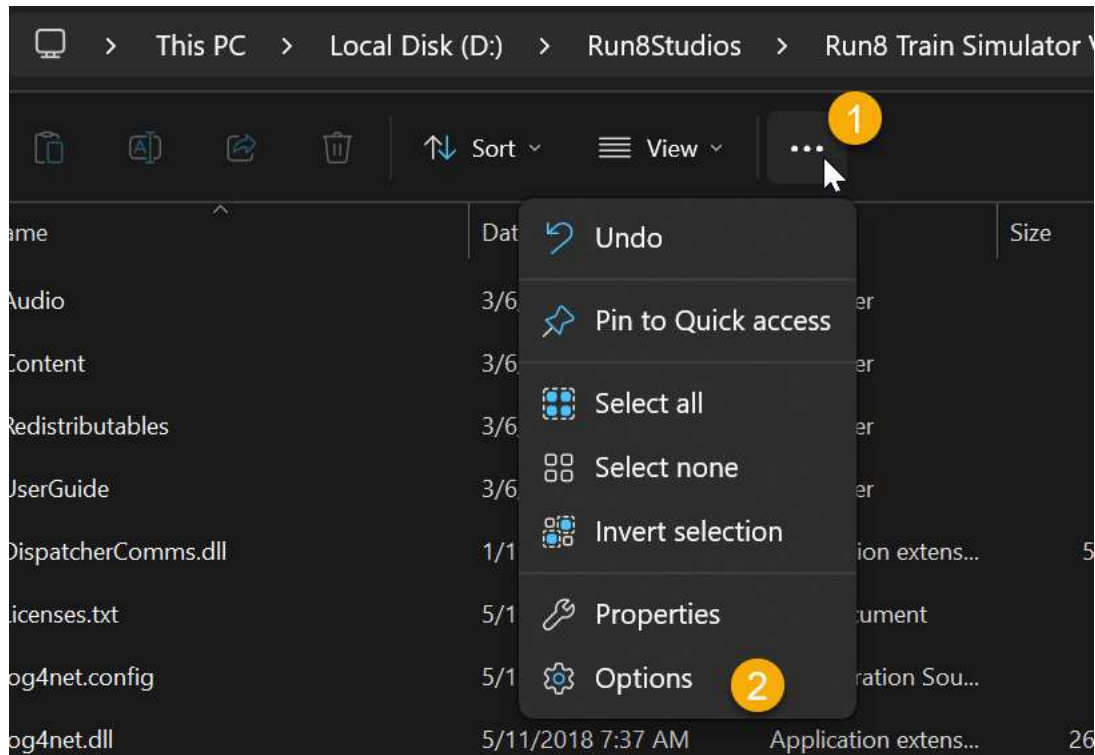 > This PC > Local Disk (D:) > Run8Studios > Run8 Train Simulator V
1
Sort View ...
ame Dat Size
Undo
Audio 3/6 er
Pin to Quick access
Content 3/6 er
Select all
Redistributables 3/6 er
Select none
UserGuide 3/6 er
Invert selection
DispatcherComms.dll 1/1 ion extens... 5
Licenses.txt 5/1 ument
Properties
og4net.config 5/1 ration Sou...
Options 2
og4net.dll 5/11/2018 7:37 AM Application extens... 26